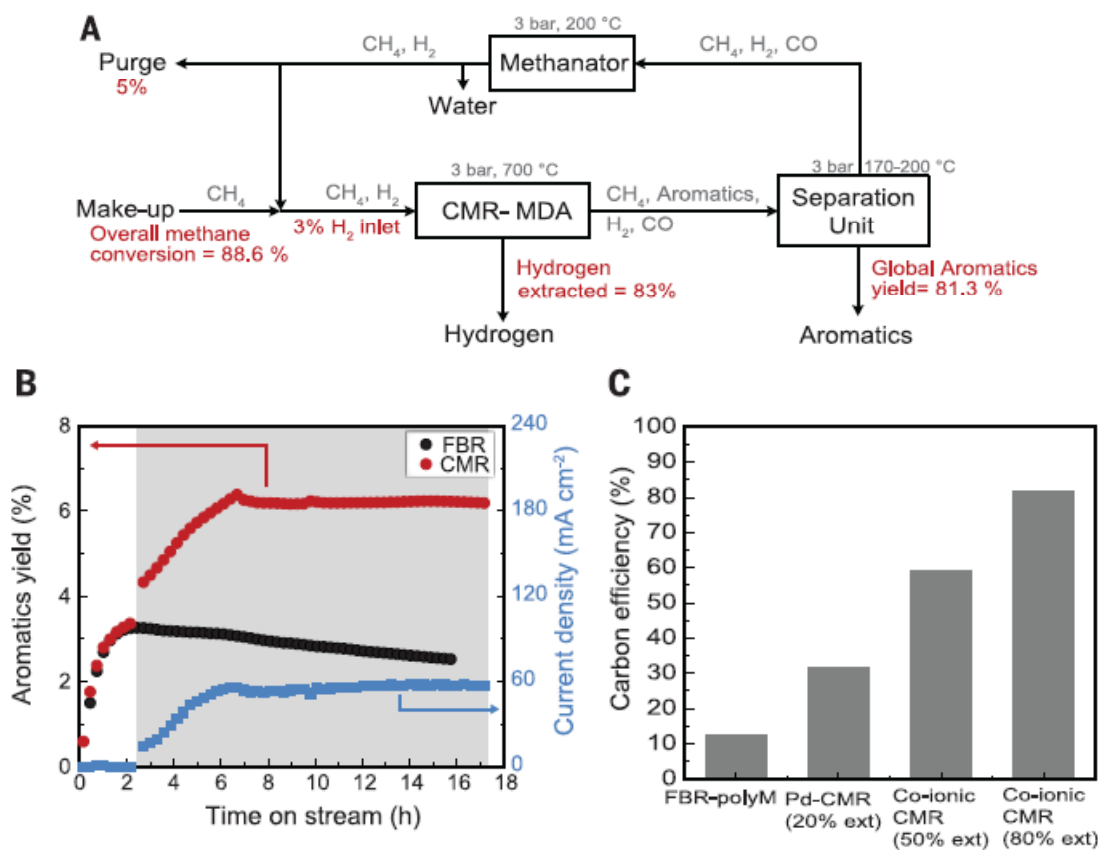 A
3 bar, 200 °C
CH₄, H₂
Methanator
CH₄, H₂, CO
Purge
5%
Water
3 bar, 700 °C
3 bar 170-200 °C
CH₄
CH₄, H₂
CMR- MDA
CH₄, Aromatics,
H₂, CO
Separation
Unit
Make-up
Overall methane
conversion = 88.6 %
3% H₂ inlet
Hydrogen
extracted = 83%
Global Aromatics
yield= 81.3 %
Hydrogen
Aromatics
B
Aromatics yield (%)
8
6
4
2
0
FBR
CMR
240
180
120
60
0
Current density (mA cm⁻²)
0 2 4 6 8 10 12 14 16 18
Time on stream (h)
C
Carbon efficiency (%)
100
90
80
70
60
50
40
30
20
10
0
FBR-polyM
Pd-CMR
(20% ext)
Co-ionic
CMR
(50% ext)
Co-ionic
CMR
(80% ext)